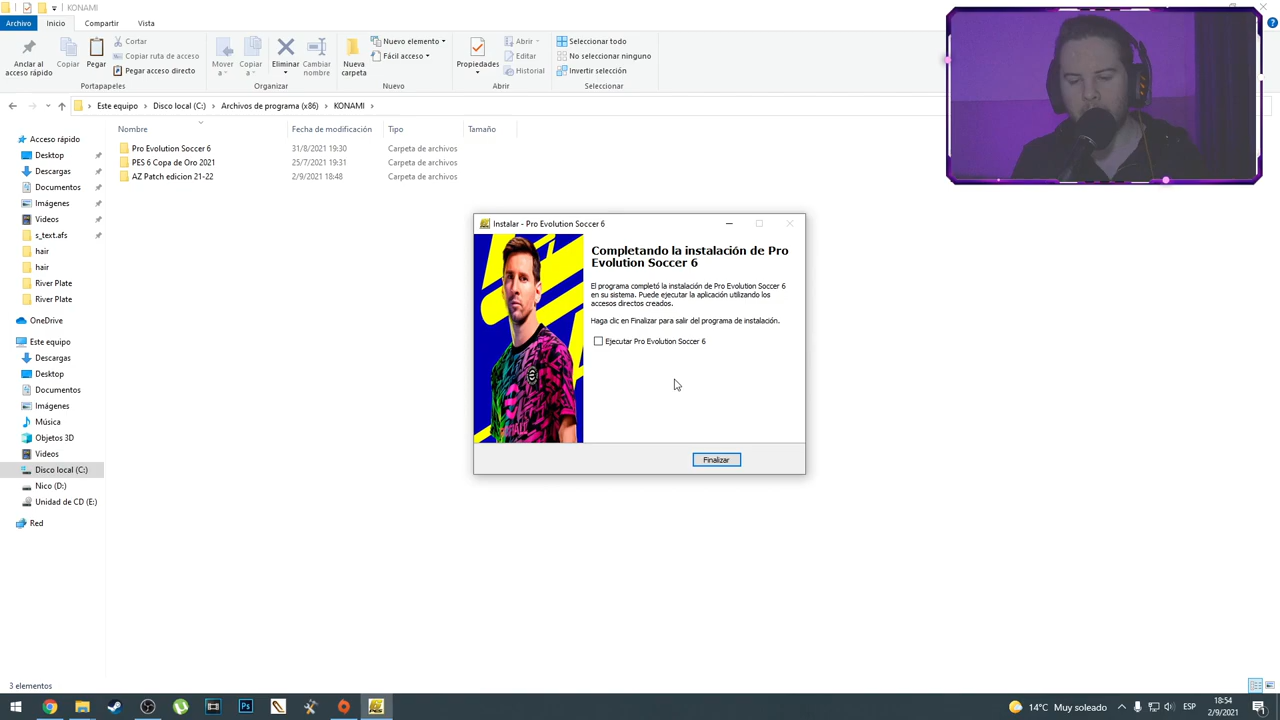 KONAMI
Archivo Inicio Compartir Vista
Anclar al acceso rápido
Copiar
Pegar
Cortar
Copiar ruta de acceso
Pegar acceso directo
Portapapeles
Mover a
Copiar a
Eliminar
Cambiar nombre
Organizar
Nueva carpeta
Nuevo elemento
Fácil acceso
Nuevo
Propiedades
Abrir
Editar
Historial
Abrir
Seleccionar todo
No seleccionar ninguno
Invertir selección
Seleccionar
Este equipo > Disco local (C:) > Archivos de programa (x86) > KONAMI >
Nombre Fecha de modificación Tipo Tamaño
Pro Evolution Soccer 6 31/8/2021 19:30 Carpeta de archivos
PES 6 Copa de Oro 2021 25/7/2021 19:31 Carpeta de archivos
AZ Patch edicion 21-22 2/9/2021 18:48 Carpeta de archivos
Acceso rápido
Desktop
Descargas
Documentos
Imágenes
Videos
s_text.afs
hair
hair
River Plate
River Plate
OneDrive
Este equipo
Descargas
Desktop
Documentos
Imágenes
Música
Objetos 3D
Videos
Disco local (C:)
Nico (D:)
Unidad de CD (E:)
Red
Instalar - Pro Evolution Soccer 6
Completando la instalación de Pro
Evolution Soccer 6
El programa completó la instalación de Pro Evolution Soccer 6
en su sistema. Puede ejecutar la aplicación utilizando los
accesos directos creados.
Haga clic en Finalizar para salir del programa de instalación.
Ejecutar Pro Evolution Soccer 6
Finalizar
3 elementos
14°C Muy soleado
ESP
18:54
2/9/2021